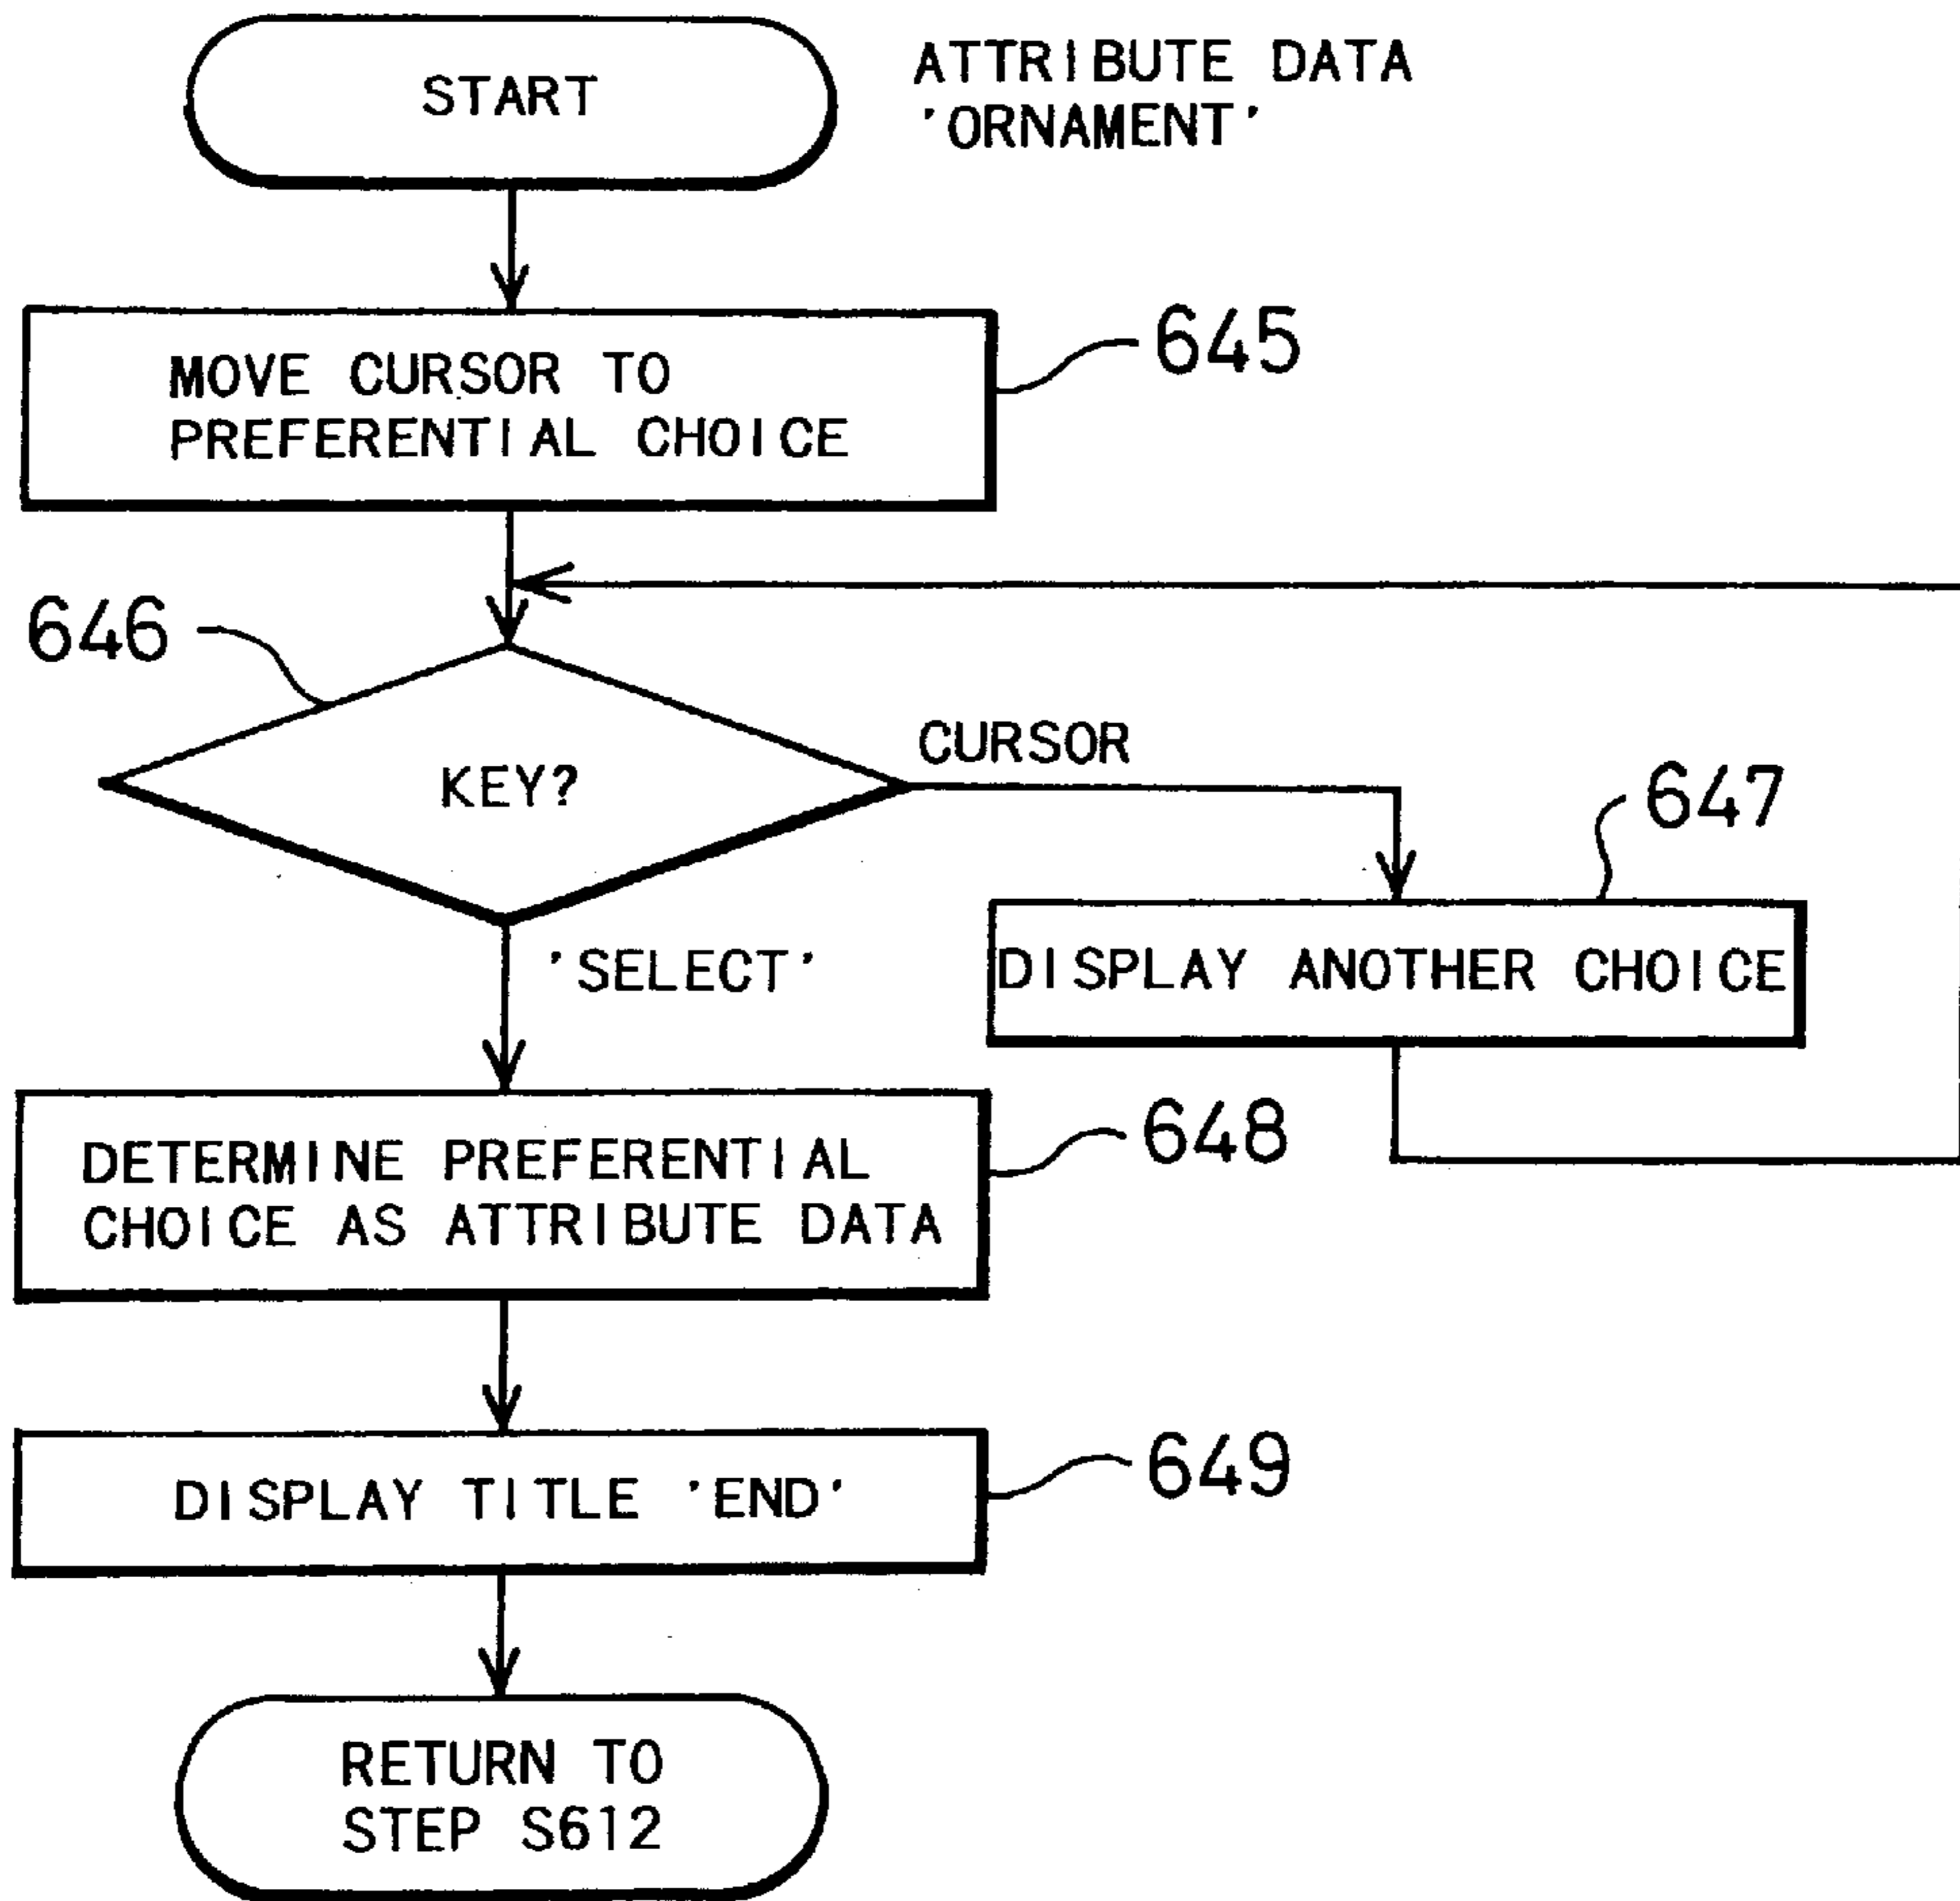 START
ATTRIBUTE DATA
'ORNAMENT'
MOVE CURSOR TO
PREFERENTIAL CHOICE
645
646
KEY?
CURSOR
647
'SELECT'
DISPLAY ANOTHER CHOICE
DETERMINE PREFERENTIAL
CHOICE AS ATTRIBUTE DATA
648
DISPLAY TITLE 'END'
649
RETURN TO
STEP S612